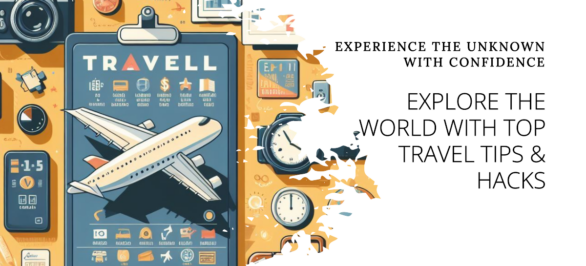 TRAVELL
EXPERIENCE THE UNKNOWN
WITH CONFIDENCE
EXPLORE THE
WORLD WITH TOP
TRAVEL TIPS &
HACKS